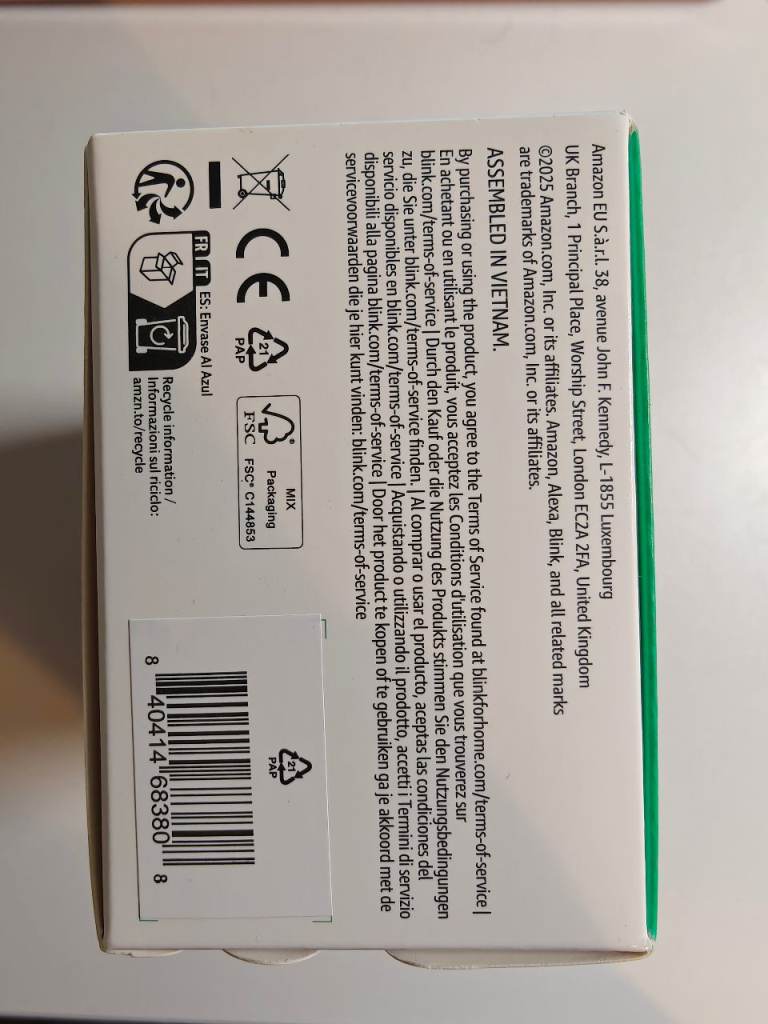 Amazon EU S.à.r.l. 38, avenue John F. Kennedy, L-1855 Luxembourg
UK Branch, 1 Principal Place, Worship Street, London EC2A 2FA, United Kingdom
©2025 Amazon.com, Inc. or its affiliates. Amazon, Alexa, Blink, and all related marks
are trademarks of Amazon.com, Inc. or its affiliates.
ASSEMBLED IN VIETNAM.
By purchasing or using the product, you agree to the Terms of Service found at blinkforhome.com/terms-of-service |
En achetant ou en utilisant le produit, vous acceptez les Conditions d'utilisation que vous trouverez sur
blink.com/terms-of-service | Durch den Kauf oder die Nutzung des Produkts stimmen Sie den Nutzungsbedingungen
zu, die Sie unter blink.com/terms-of-service finden. | Al comprar o usar el producto, aceptas las condiciones del
servicio disponibles en blink.com/terms-of-service | Acquistando o utilizzando il prodotto, accetti i Termini di servizio
disponibili alla pagina blink.com/terms-of-service | Door het product te kopen of te gebruiken ga je akkoord met de
servicevoorwaarden die je hier kunt vinden: blink.com/terms-of-service
CE
21
PAP
FSC
MIX
Packaging
FSC® C144853
FR IT ES: Envase Al Azul
Recycle information /
Informazioni sul riciclo:
amzn.to/recycle
21
PAP
8 40414 68380 8